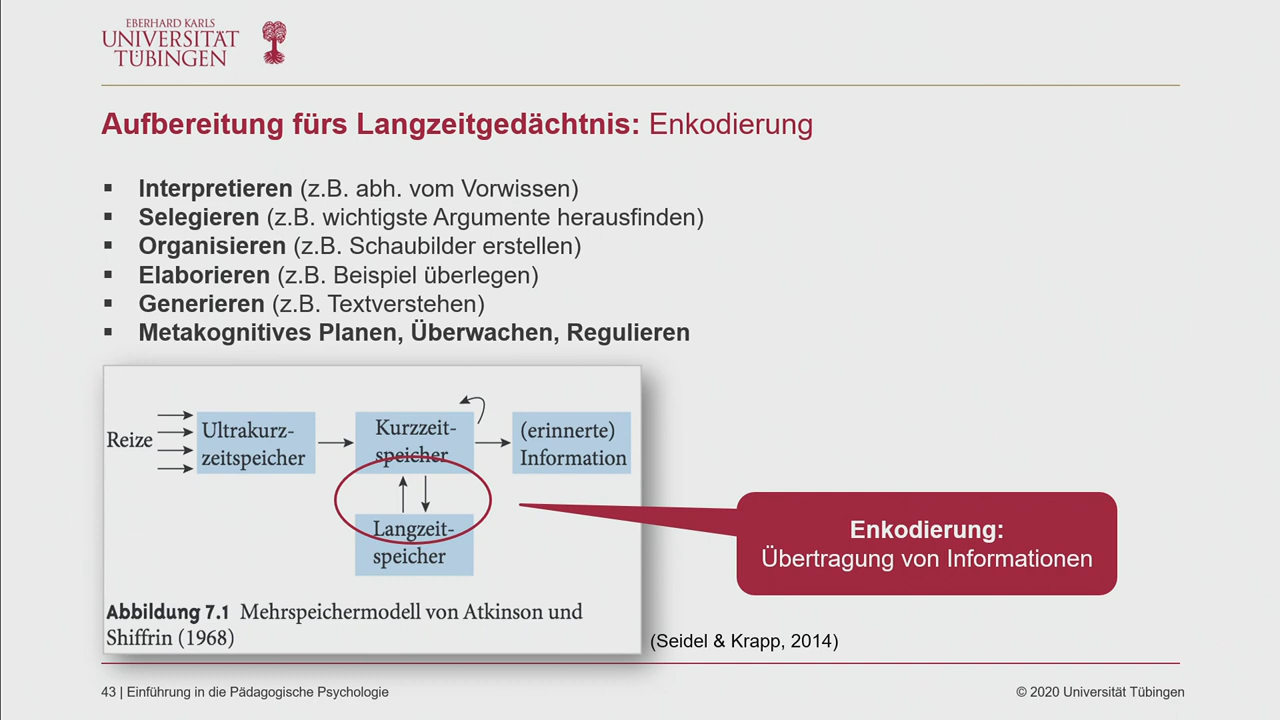 EBERHARD KARLS
UNIVERSITÄT
TÜBINGEN
Aufbereitung fürs Langzeitgedächtnis: Enkodierung
▪ Interpretieren (z.B. abh. vom Vorwissen)
▪ Selegieren (z.B. wichtigste Argumente herausfinden)
▪ Organisieren (z.B. Schaubilder erstellen)
▪ Elaborieren (z.B. Beispiel überlegen)
▪ Generieren (z.B. Textverstehen)
▪ Metakognitives Planen, Überwachen, Regulieren
Reize
Ultrakurz-
zeitspeicher
Kurzzeit-
speicher
(erinnerte)
Information
Langzeit-
speicher
Enkodierung:
Übertragung von Informationen
Abbildung 7.1 Mehrspeichermodell von Atkinson und
Shiffrin (1968)
(Seidel & Krapp, 2014)
43 | Einführung in die Pädagogische Psychologie
© 2020 Universität Tübingen